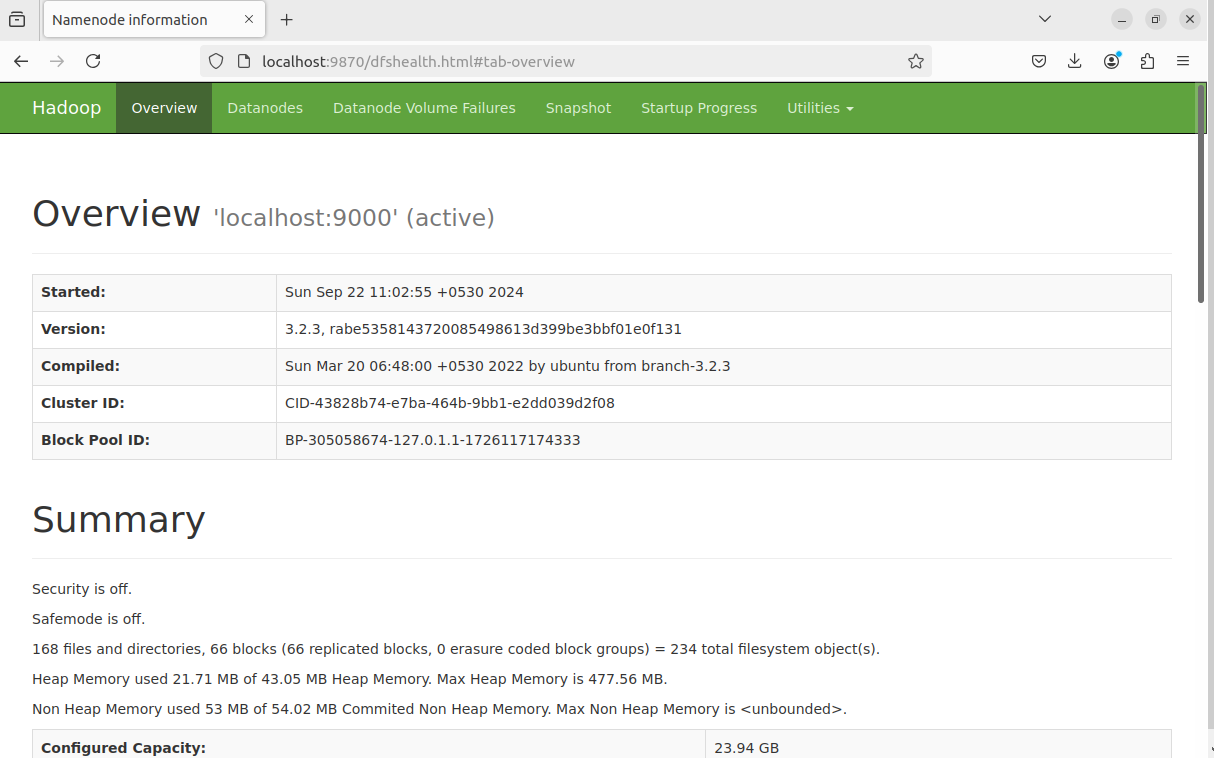 Namenode information
localhost:9870/dfshealth.html#tab-overview
Hadoop Overview Datanodes Datanode Volume Failures Snapshot Startup Progress Utilities
Overview 'localhost:9000' (active)
Started: Sun Sep 22 11:02:55 +0530 2024
Version: 3.2.3, rabe5358143720085498613d399be3bbf01e0f131
Compiled: Sun Mar 20 06:48:00 +0530 2022 by ubuntu from branch-3.2.3
Cluster ID: CID-43828b74-e7ba-464b-9bb1-e2dd039d2f08
Block Pool ID: BP-305058674-127.0.1.1-1726117174333
Summary
Security is off.
Safemode is off.
168 files and directories, 66 blocks (66 replicated blocks, 0 erasure coded block groups) = 234 total filesystem object(s).
Heap Memory used 21.71 MB of 43.05 MB Heap Memory. Max Heap Memory is 477.56 MB.
Non Heap Memory used 53 MB of 54.02 MB Commited Non Heap Memory. Max Non Heap Memory is <unbounded>.
Configured Capacity: 23.94 GB